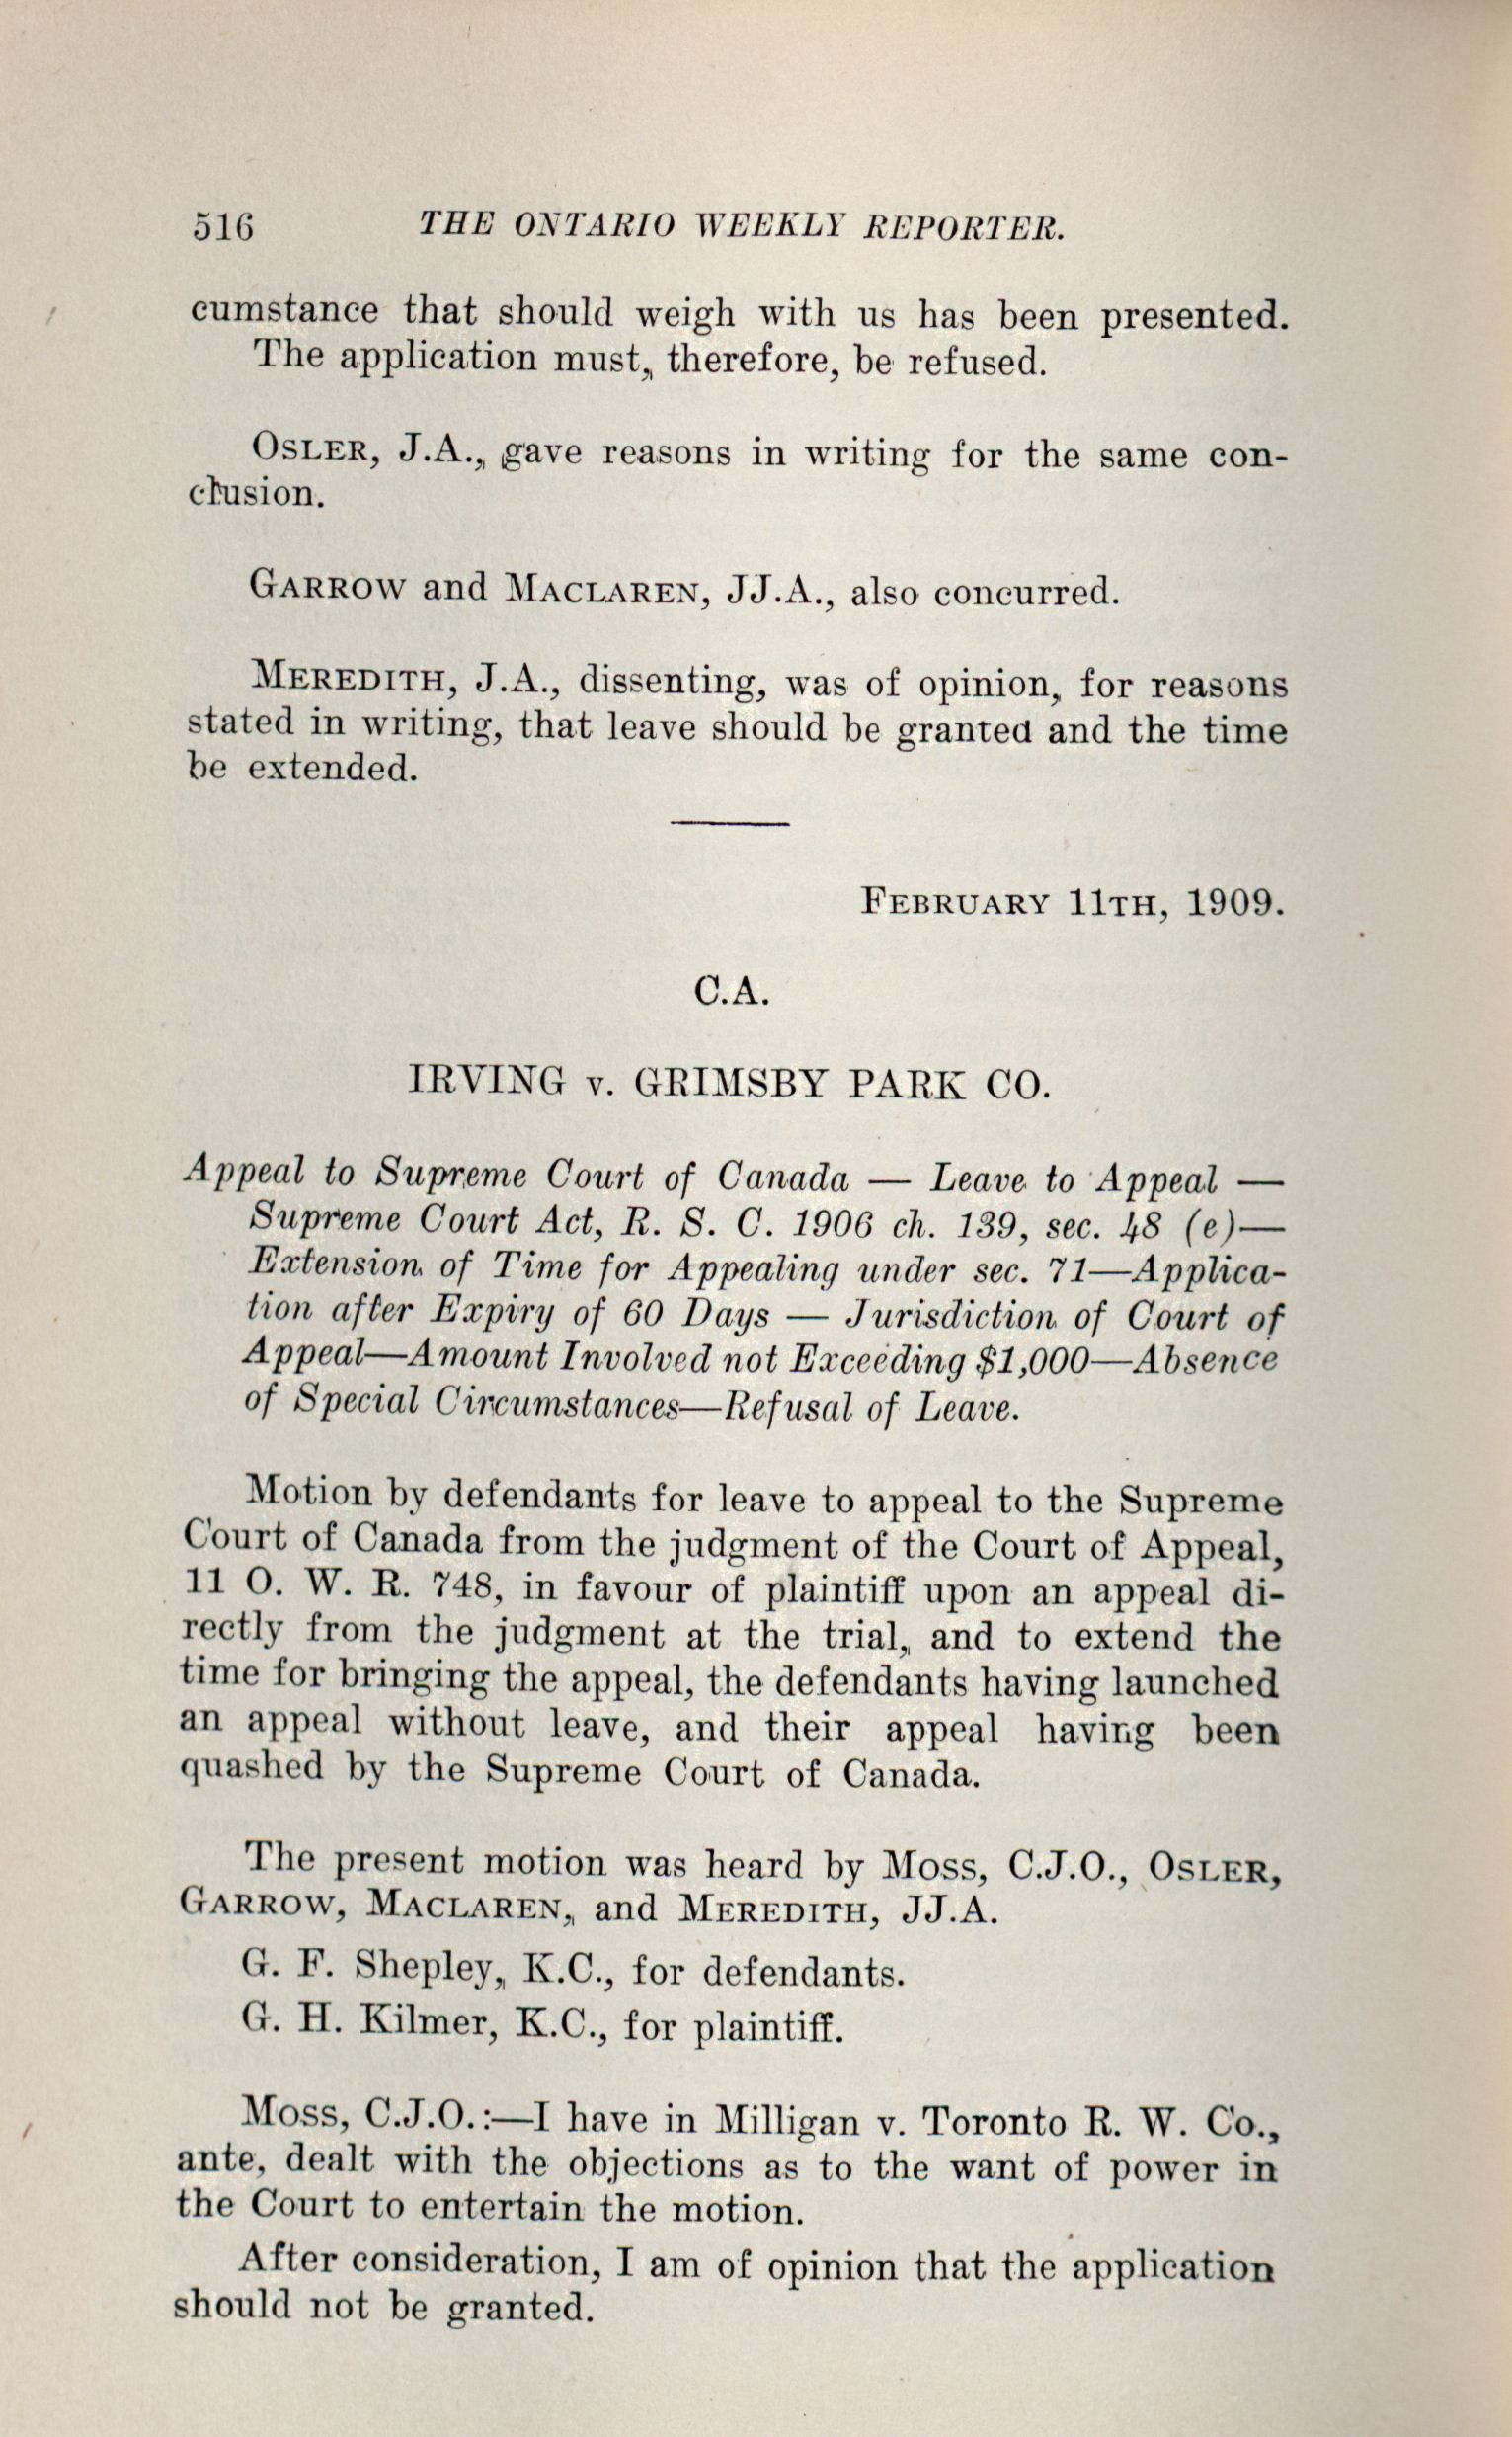 516 THE ONTARIO WEEKLY REPORTER.
cumstance that should weigh with us has been presented.
The application must, therefore, be refused.
OSLER, J.A., gave reasons in writing for the same con-
clusion.
GARROW and MACLAREN, JJ.A., also concurred.
MEREDITH, J.A., dissenting, was of opinion, for reasons
stated in writing, that leave should be granted and the time
be extended.
FEBRUARY 11TH, 1909.
C.A.
IRVING v. GRIMSBY PARK CO.
Appeal to Supreme Court of Canada — Leave to Appeal —
Supreme Court Act, R. S. C. 1906 ch. 139, sec. 48 (e)—
Extension of Time for Appealing under sec. 71—Applica-
tion after Expiry of 60 Days — Jurisdiction of Court of
Appeal—Amount Involved not Exceeding $1,000—Absence
of Special Circumstances—Refusal of Leave.
Motion by defendants for leave to appeal to the Supreme
Court of Canada from the judgment of the Court of Appeal,
11 O. W. R. 748, in favour of plaintiff upon an appeal di-
rectly from the judgment at the trial, and to extend the
time for bringing the appeal, the defendants having launched
an appeal without leave, and their appeal having been
quashed by the Supreme Court of Canada.
The present motion was heard by MOSS, C.J.O., OSLER,
GARROW, MACLAREN, and MEREDITH, JJ.A.
G. F. Shepley, K.C., for defendants.
G. H. Kilmer, K.C., for plaintiff.
MOSS, C.J.O.:—I have in Milligan v. Toronto R. W. Co.,
ante, dealt with the objections as to the want of power in
the Court to entertain the motion.
After consideration, I am of opinion that the application
should not be granted.